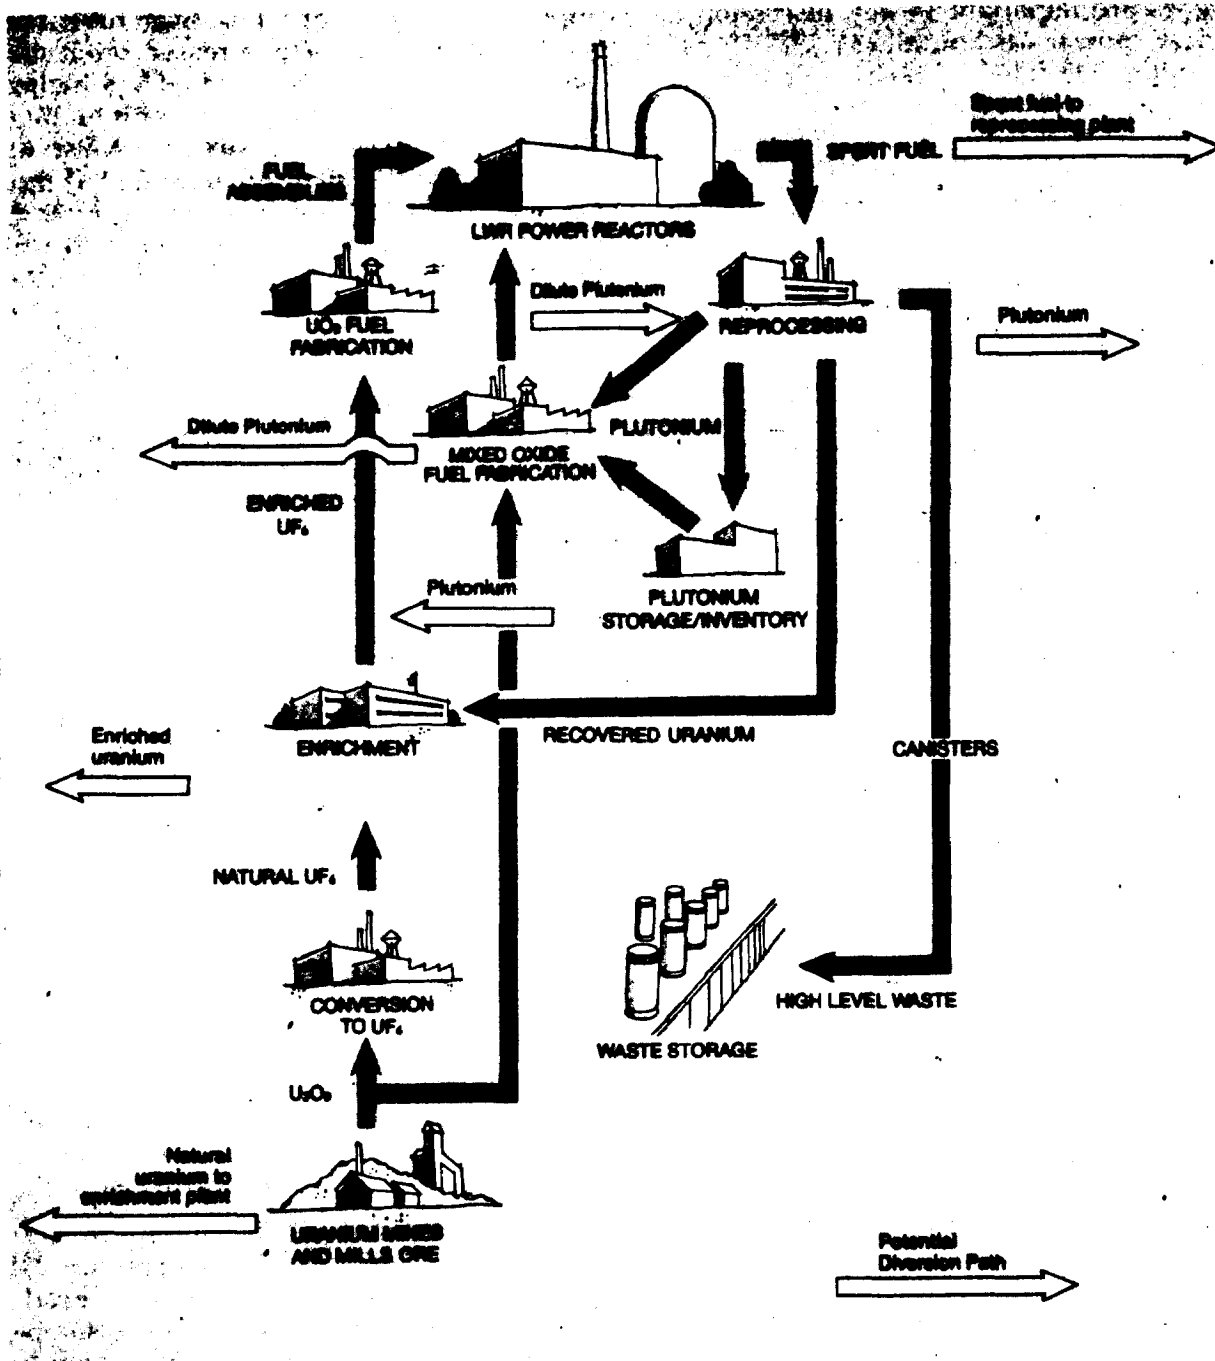 Spent fuel to
reprocessing plant
SPENT FUEL
FUEL
ASSEMBLIES
LWR POWER REACTORS
Dilute Plutonium
UO₂ FUEL
FABRICATION
REPROCESSING
Plutonium
Dilute Plutonium
PLUTONIUM
MIXED OXIDE
FUEL FABRICATION
ENRICHED
UF₆
Plutonium
PLUTONIUM
STORAGE/INVENTORY
Enriched
uranium
ENRICHMENT
RECOVERED URANIUM
CANISTERS
NATURAL UF₆
CONVERSION
TO UF₆
HIGH LEVEL WASTE
WASTE STORAGE
U₃O₈
Natural
uranium to
enrichment plant
URANIUM MINES
AND MILLS ORE
Potential
Diversion Path